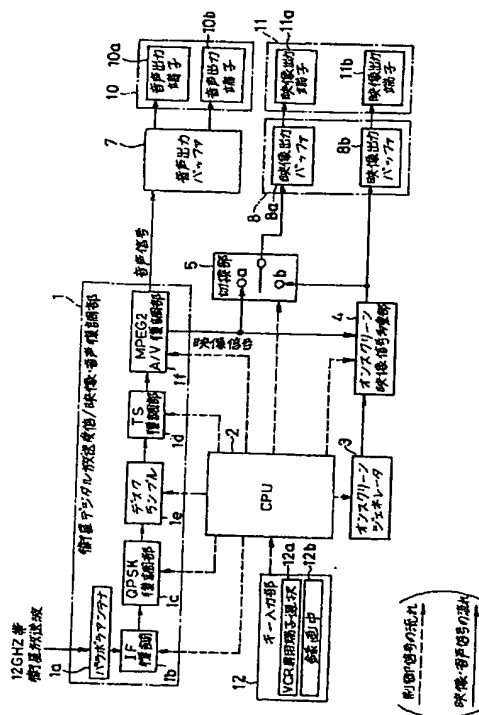 12GHz帯
衛星放送波
1a
パラボラアンテナ
1
衛星デジタル放送受信/映像・音声復調部
IF
復調
1b
QPSK
復調部
1c
デスク
ランブル
1e
TS
復調部
1d
MPEG2
A/V復調部
1f
音声信号
映像信号
7
音声出力
バッファ
10
10a
音声出力
端子
10b
音声出力
端子
5
切換部
a
b
8
8a
映像出力
バッファ
8b
映像出力
バッファ
11
11a
映像出力
端子
11b
映像出力
端子
2
CPU
3
オンスクリーン
ジェネレータ
4
オンスクリーン
映像信号多重部
12
キー入力部
VCR専用端子選択
12a
録画中
12b
制御信号の流れ
映像・音声信号の流れ